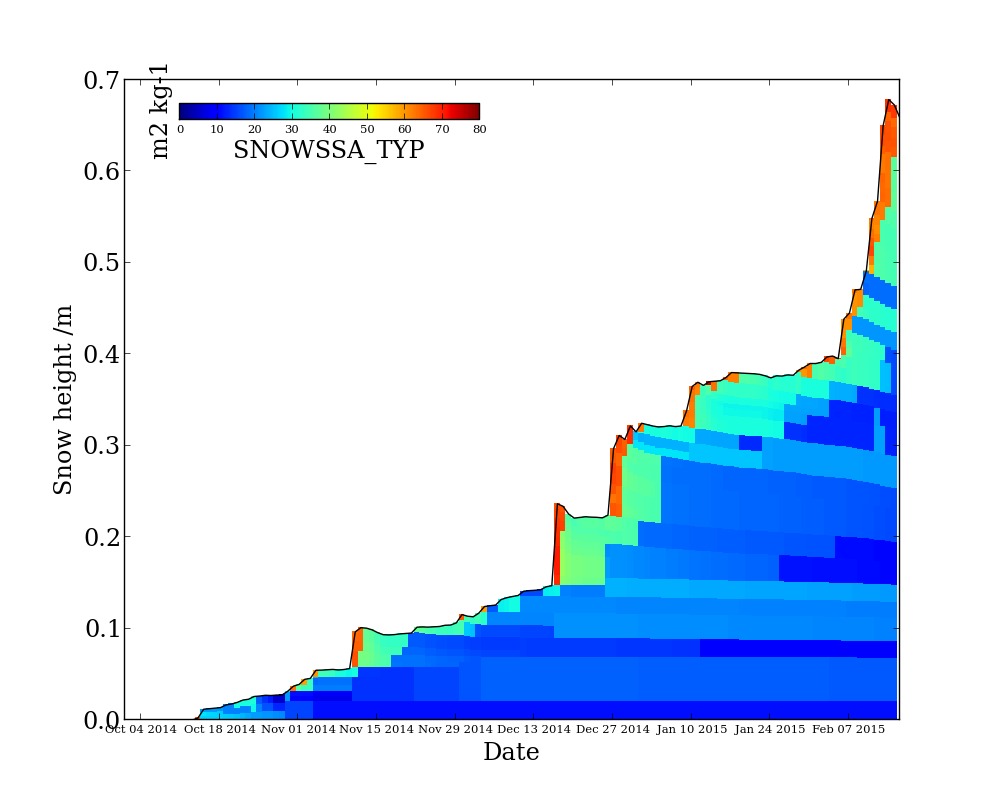 0.7
0.6
0.5
0.4
0.3
0.2
0.1
0.0
Snow height /m
m2 kg-1
0 10 20 30 40 50 60 70 80
SNOWSSA_TYP
Oct 04 2014 Oct 18 2014 Nov 01 2014 Nov 15 2014 Nov 29 2014 Dec 13 2014 Dec 27 2014 Jan 10 2015 Jan 24 2015 Feb 07 2015
Date